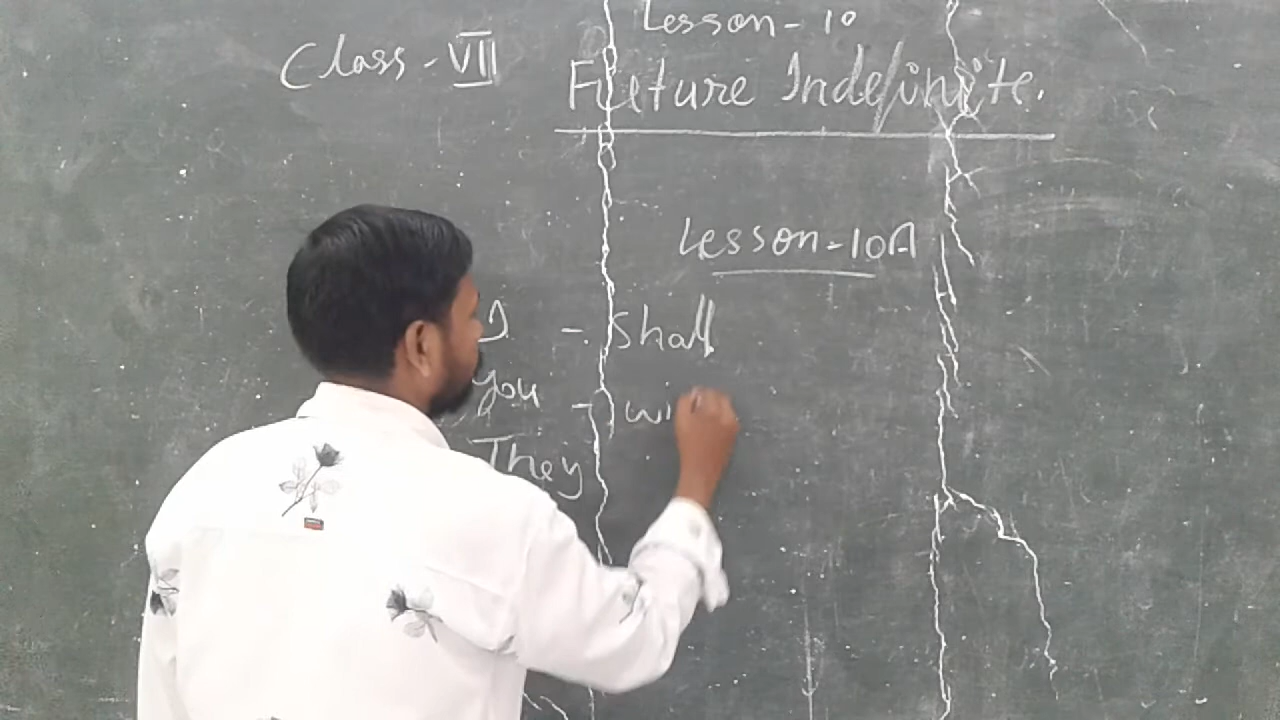 Lesson - 10
Class - VII
Future Indefinite.
Lesson - 10A
I - Shall
You - wi
They